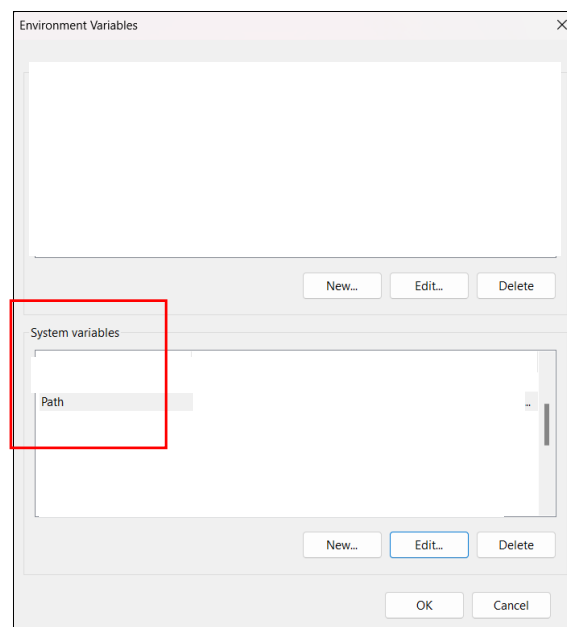 Environment Variables
New... Edit... Delete
System variables
Path ...
New... Edit... Delete
OK Cancel